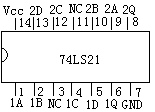 Vcc 2D 2C NC 2B 2A 2Q
14 13 12 11 10 9 8
74LS21
1 2 3 4 5 6 7
1A 1B NC 1C 1D 1Q GND